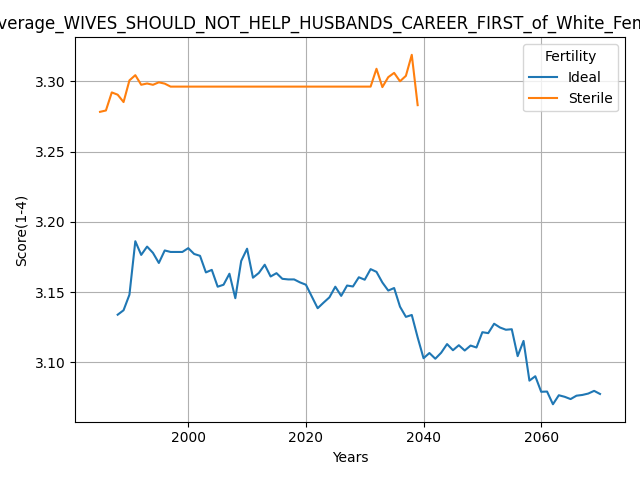 verage_WIVES_SHOULD_NOT_HELP_HUSBANDS_CAREER_FIRST_of_White_Fem
Fertility
Ideal
Sterile
3.30
3.25
3.20
3.15
3.10
Score(1-4)
2000 2020 2040 2060
Years